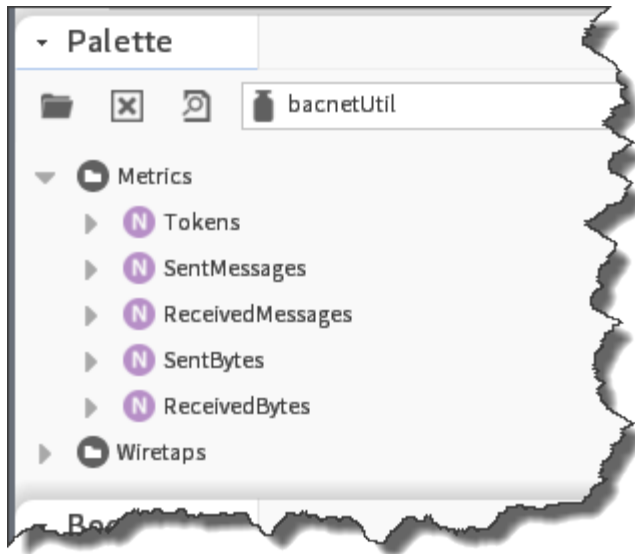 Palette
bacnetUtil
Metrics
N Tokens
N SentMessages
N ReceivedMessages
N SentBytes
N ReceivedBytes
Wiretaps